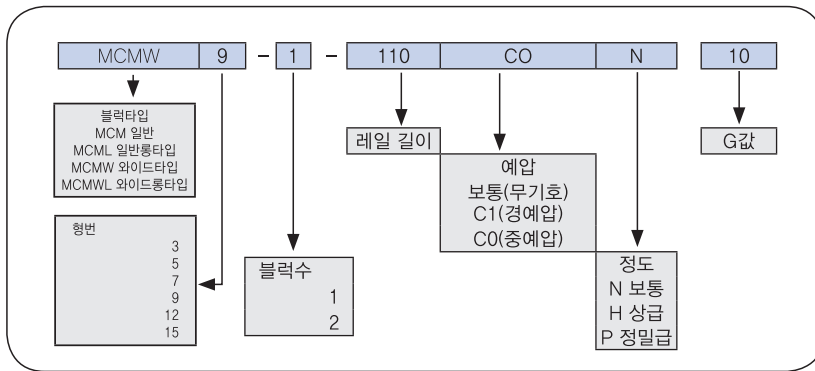 MCMW 9 - 1 - 110 CO N 10
블럭타입
MCM 일반
MCML 일반롱타입
MCMW 와이드타입
MCMWL 와이드롱타입
형번
3
5
7
9
12
15
블럭수
1
2
레일 길이
예압
보통(무기호)
C1(경예압)
C0(중예압)
정도
N 보통
H 상급
P 정밀급
G값